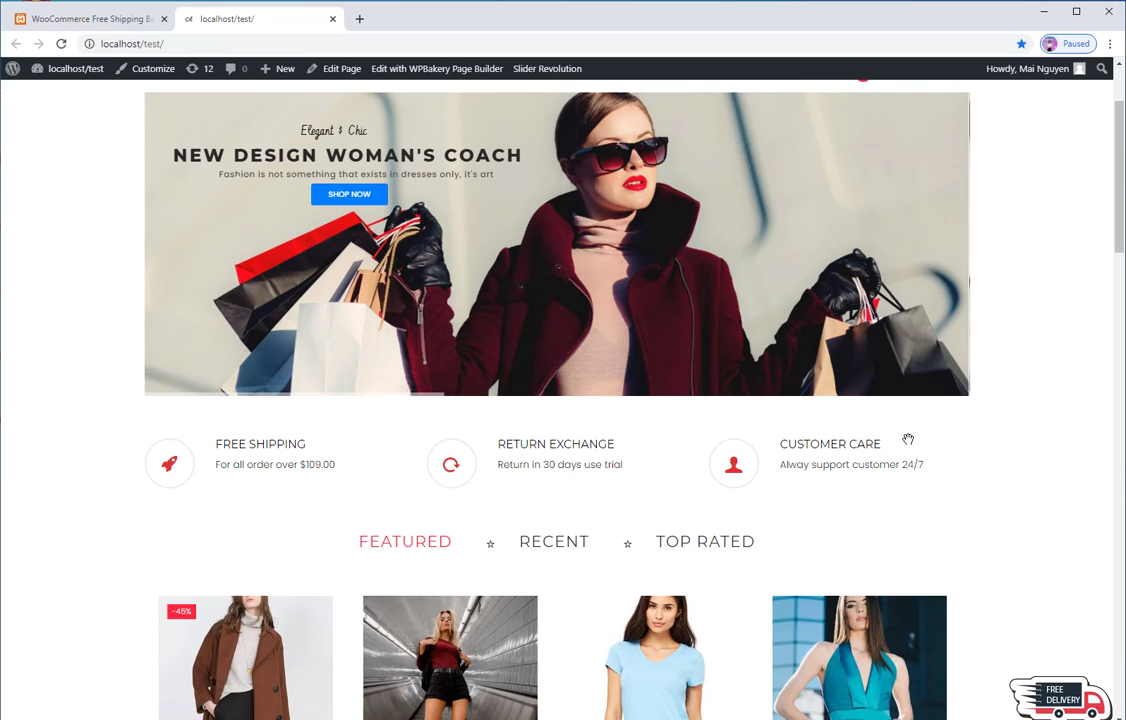 WooCommerce Free Shipping Ba
localhost/test/
localhost/test/
Paused
localhost/test
Customize
12
0
New
Edit Page
Edit with WPBakery Page Builder
Slider Revolution
Howdy, Mai Nguyen
Elegant & Chic
NEW DESIGN WOMAN'S COACH
Fashion is not something that exists in dresses only, it's art
SHOP NOW
FREE SHIPPING
For all order over $109.00
RETURN EXCHANGE
Return in 30 days use trial
CUSTOMER CARE
Alway support customer 24/7
FEATURED
RECENT
TOP RATED
-45%
FREE
DELIVERY